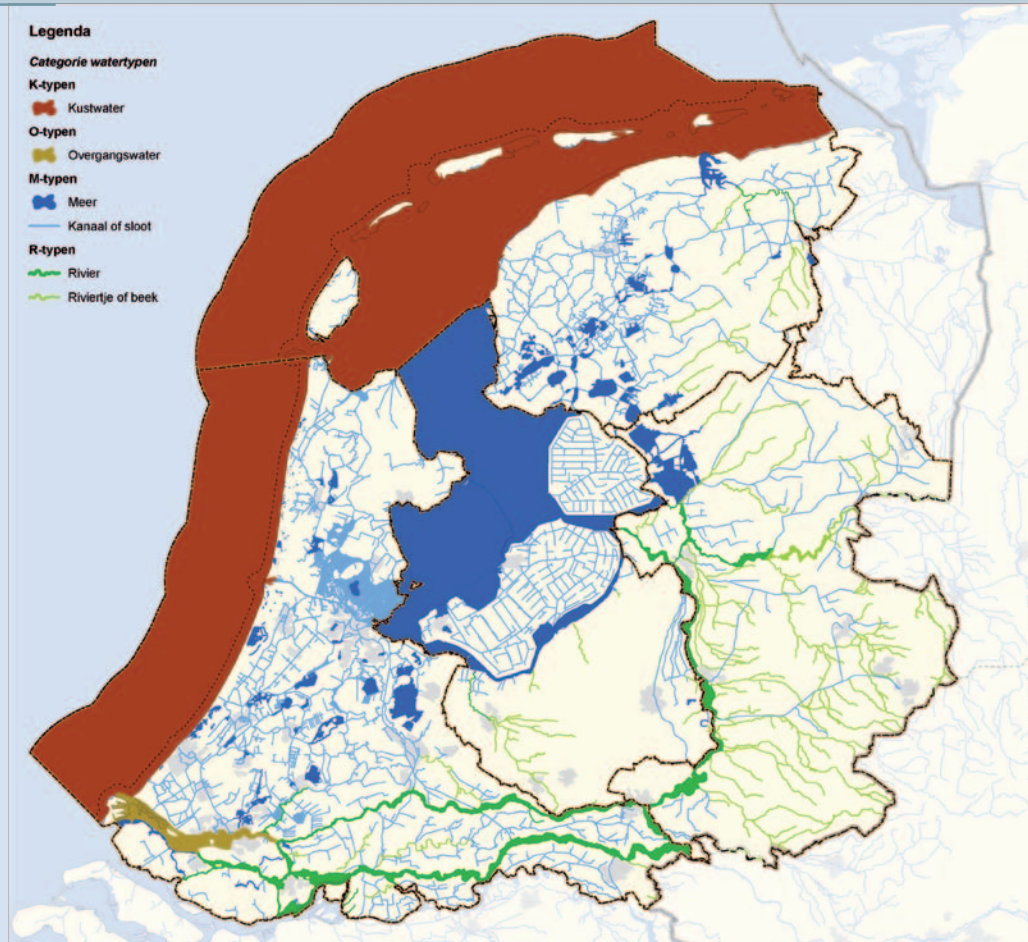 Legenda
Categorie watertypen
K-typen
Kustwater
O-typen
Overgangswater
M-typen
Meer
Kanaal of sloot
R-typen
Rivier
Riviertje of beek